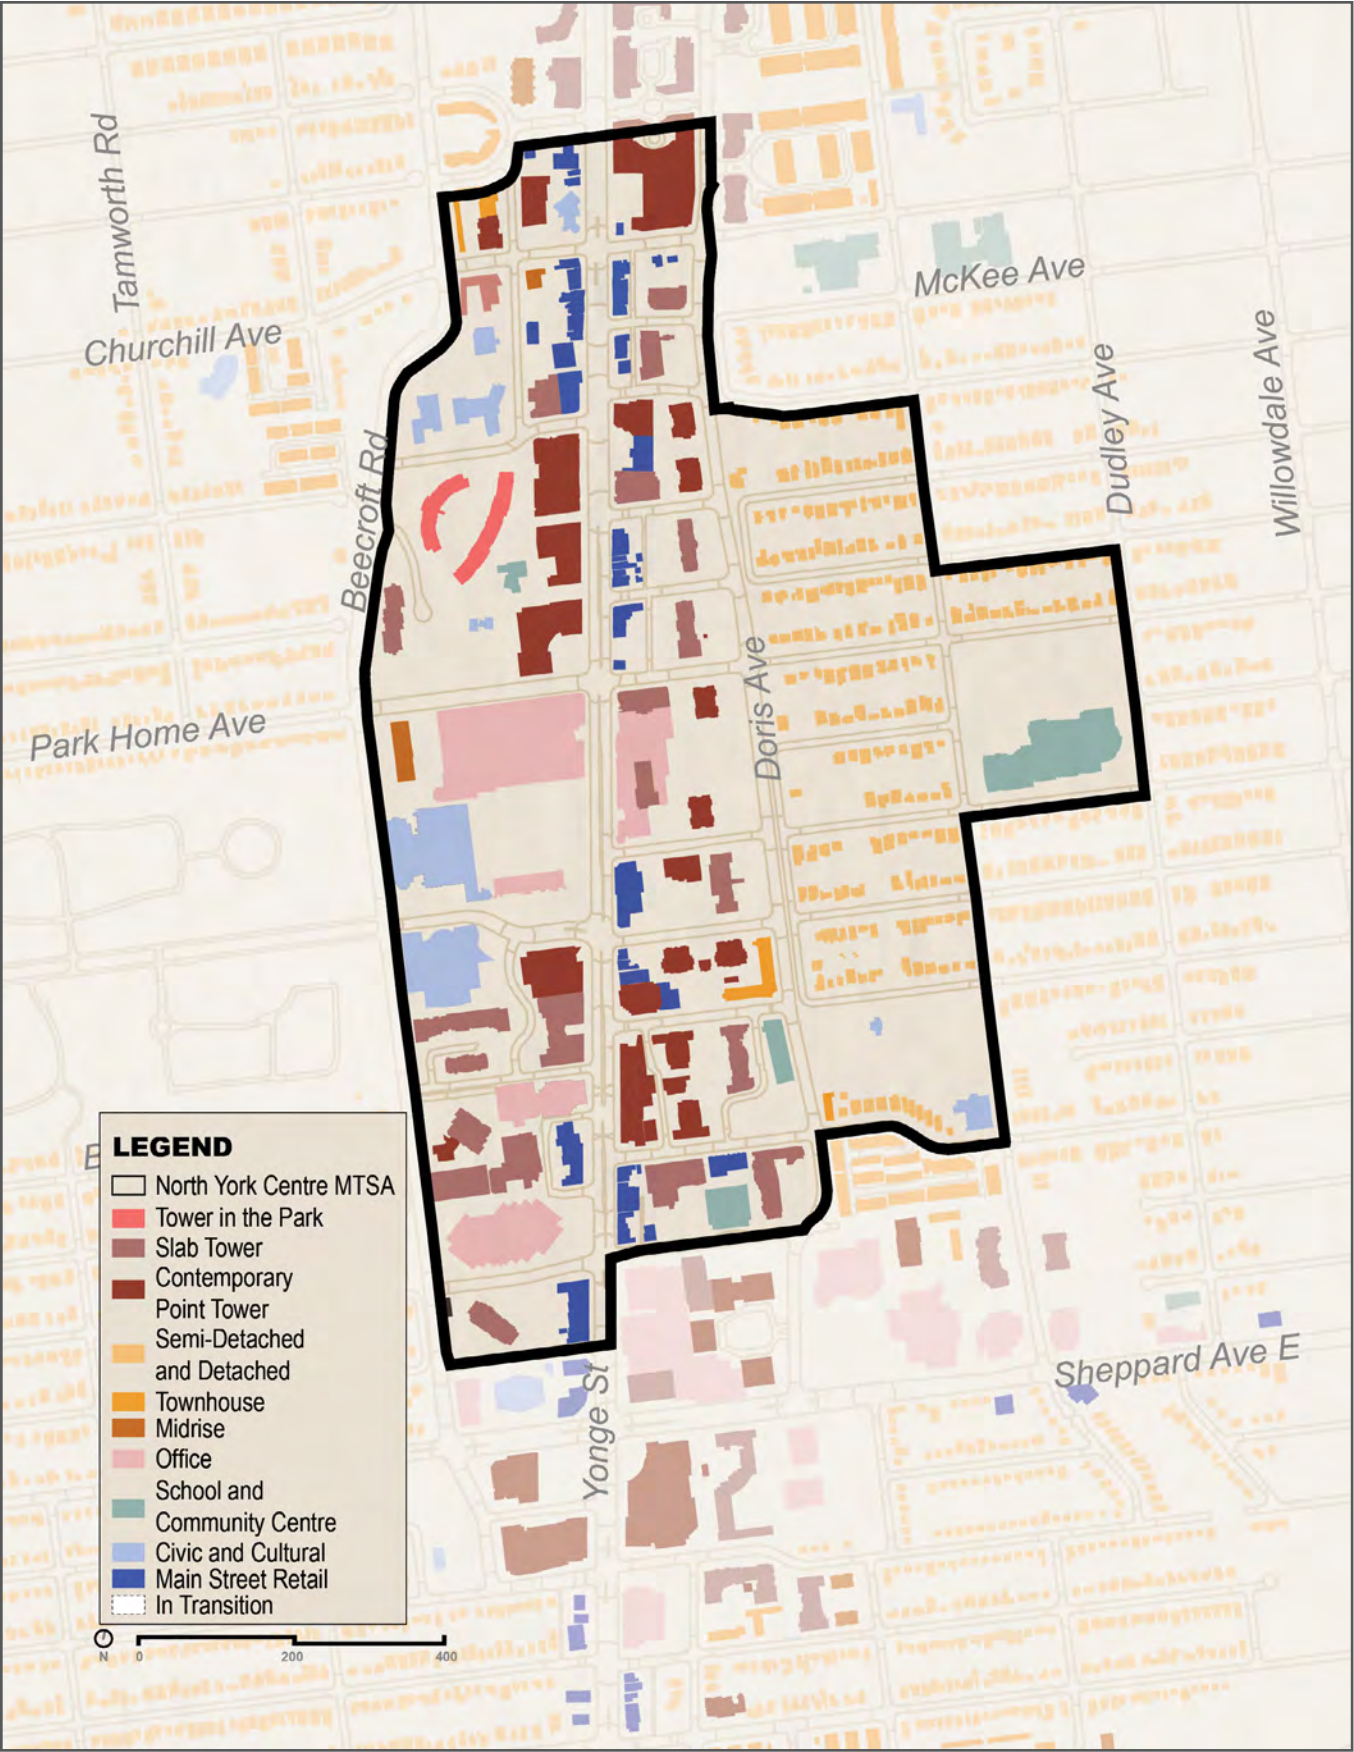 Tamworth Rd
McKee Ave
Churchill Ave
Dudley Ave
Willowdale Ave
Beecroft Rd
Doris Ave
Park Home Ave
Sheppard Ave E
Yonge St
LEGEND
North York Centre MTSA
Tower in the Park
Slab Tower
Contemporary
Point Tower
Semi-Detached
and Detached
Townhouse
Midrise
Office
School and
Community Centre
Civic and Cultural
Main Street Retail
In Transition
N 0 200 400